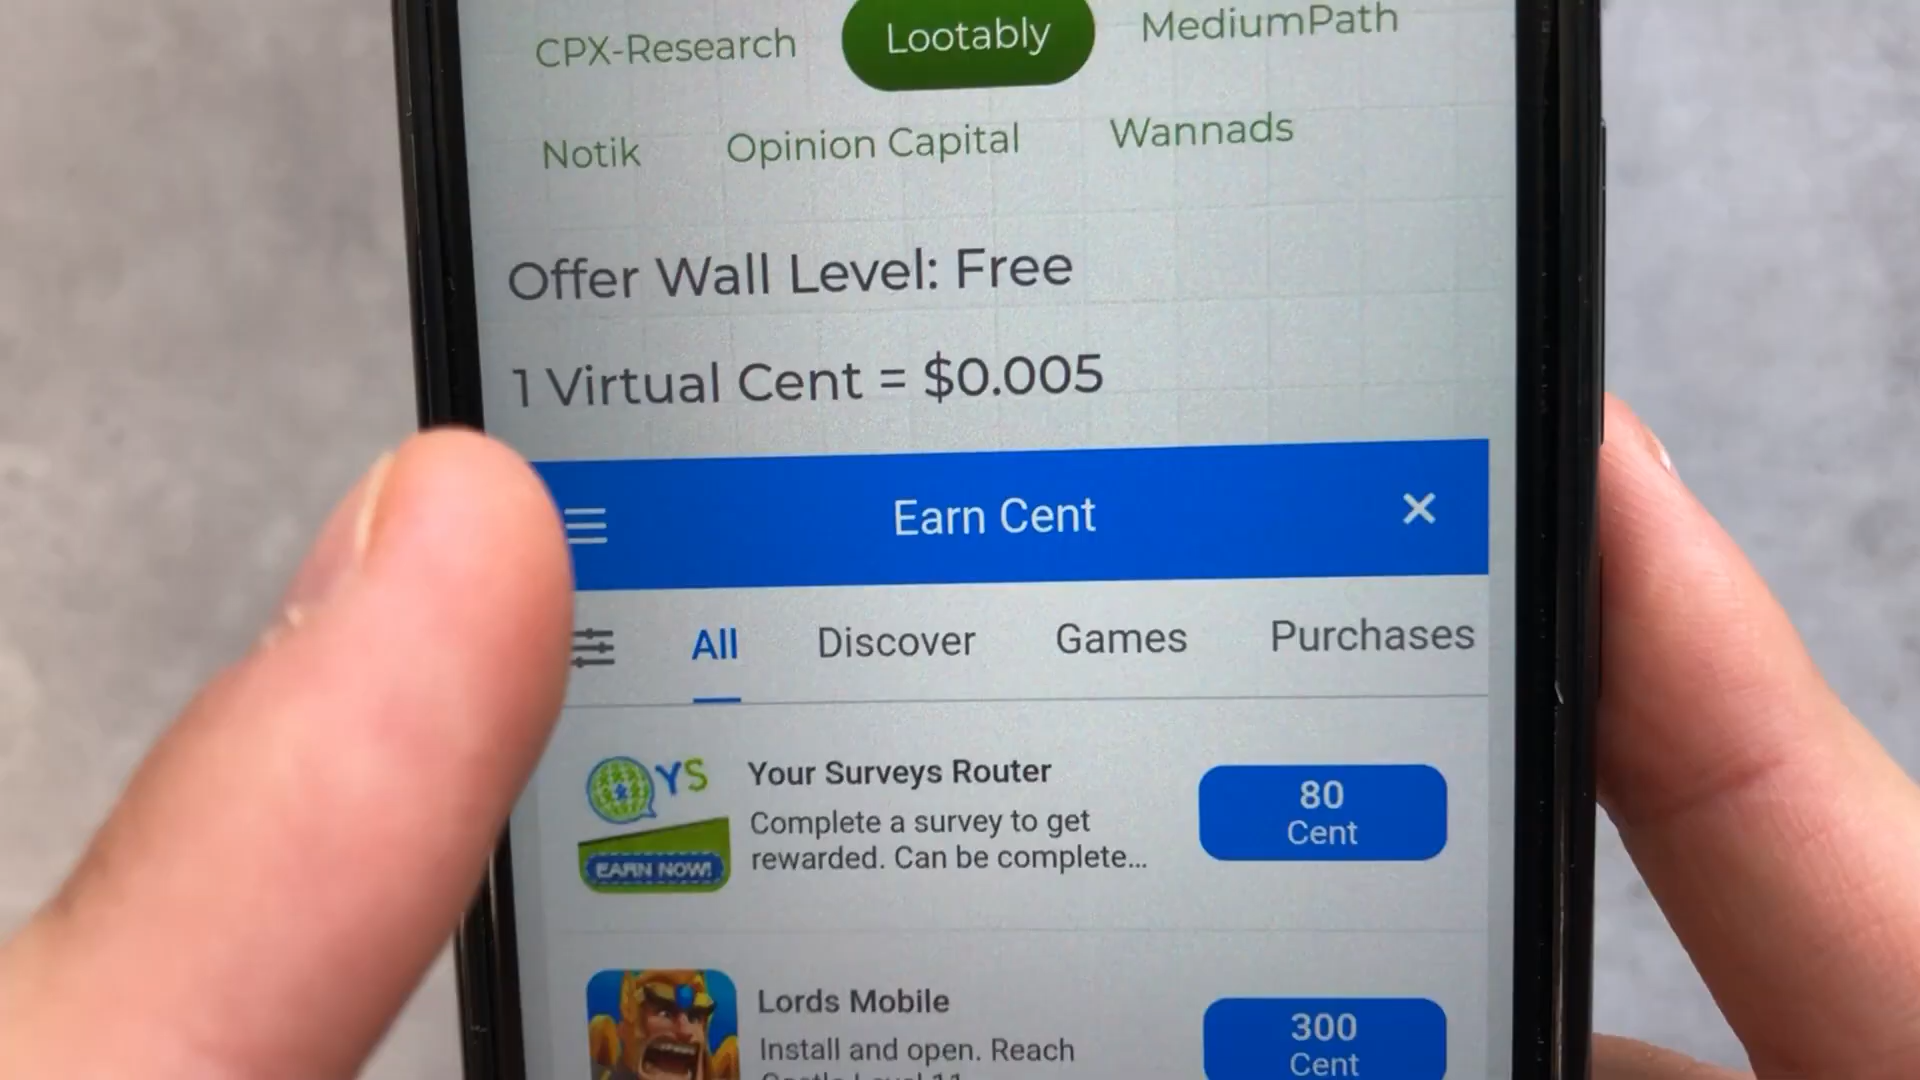 CPX-Research
Lootably
MediumPath
Notik
Opinion Capital
Wannads
Offer Wall Level: Free
1 Virtual Cent = $0.005
Earn Cent
All
Discover
Games
Purchases
YS
EARN NOW!
Your Surveys Router
Complete a survey to get
rewarded. Can be complete...
80
Cent
Lords Mobile
Install and open. Reach
300
Cent